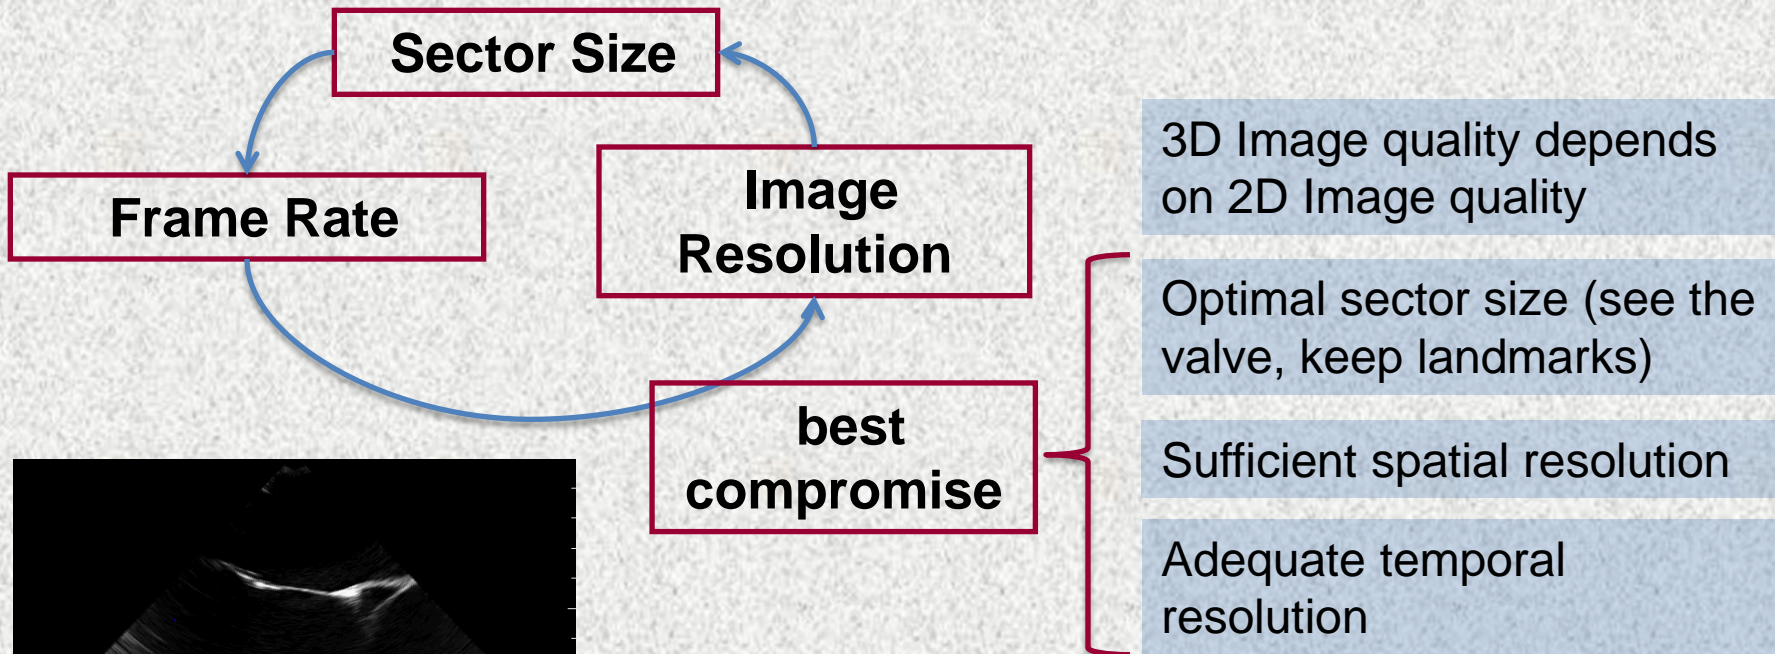 Sector Size
Frame Rate
Image
Resolution
best
compromise
3D Image quality depends
on 2D Image quality
Optimal sector size (see the
valve, keep landmarks)
Sufficient spatial resolution
Adequate temporal
resolution